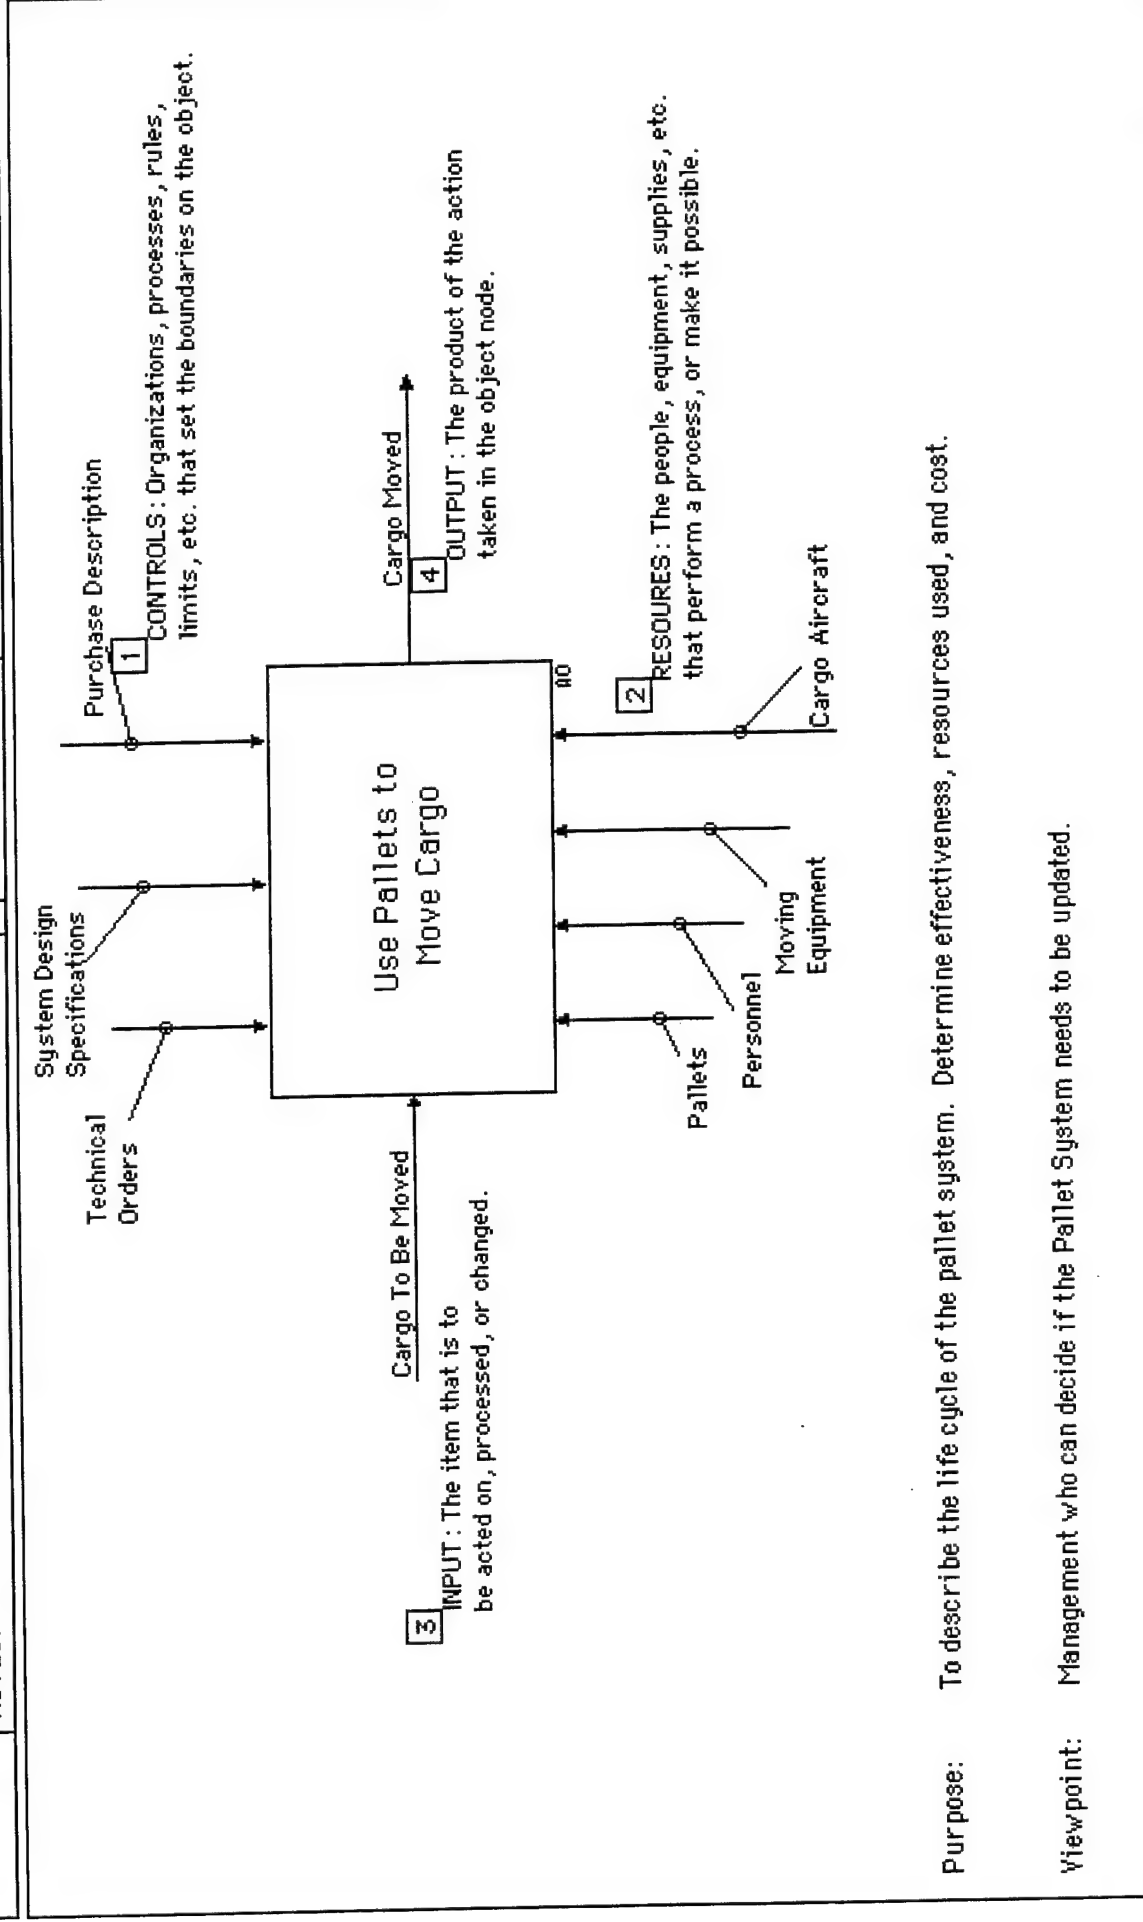 System Design
Specifications
Technical
Orders
Purchase Description
1
CONTROLS: Organizations, processes, rules,
limits, etc. that set the boundaries on the object.
Cargo To Be Moved
3
INPUT: The item that is to
be acted on, processed, or changed.
Use Pallets to
Move Cargo
A0
Cargo Moved
4
OUTPUT: The product of the action
taken in the object node.
2
RESOURES: The people, equipment, supplies, etc.
that perform a process, or make it possible.
Pallets
Personnel
Moving
Equipment
Cargo Aircraft
Purpose: To describe the life cycle of the pallet system. Determine effectiveness, resources used, and cost.
Viewpoint: Management who can decide if the Pallet System needs to be updated.